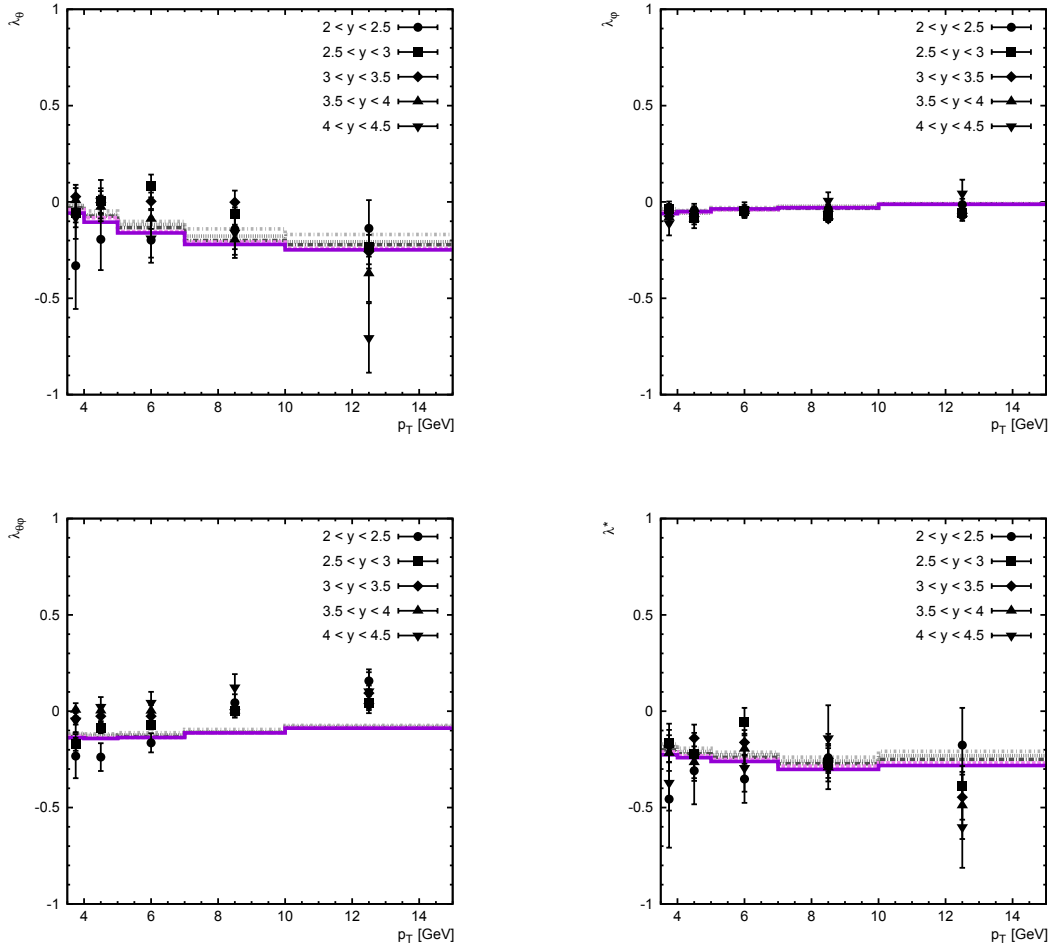 λθ
1
0.5
0
-0.5
-1
2 < y < 2.5
2.5 < y < 3
3 < y < 3.5
3.5 < y < 4
4 < y < 4.5
4 6 8 10 12 14
pT [GeV]
λφ
1
0.5
0
-0.5
-1
2 < y < 2.5
2.5 < y < 3
3 < y < 3.5
3.5 < y < 4
4 < y < 4.5
4 6 8 10 12 14
pT [GeV]
λθφ
1
0.5
0
-0.5
-1
2 < y < 2.5
2.5 < y < 3
3 < y < 3.5
3.5 < y < 4
4 < y < 4.5
4 6 8 10 12 14
pT [GeV]
λ*
1
0.5
0
-0.5
-1
2 < y < 2.5
2.5 < y < 3
3 < y < 3.5
3.5 < y < 4
4 < y < 4.5
4 6 8 10 12 14
pT [GeV]